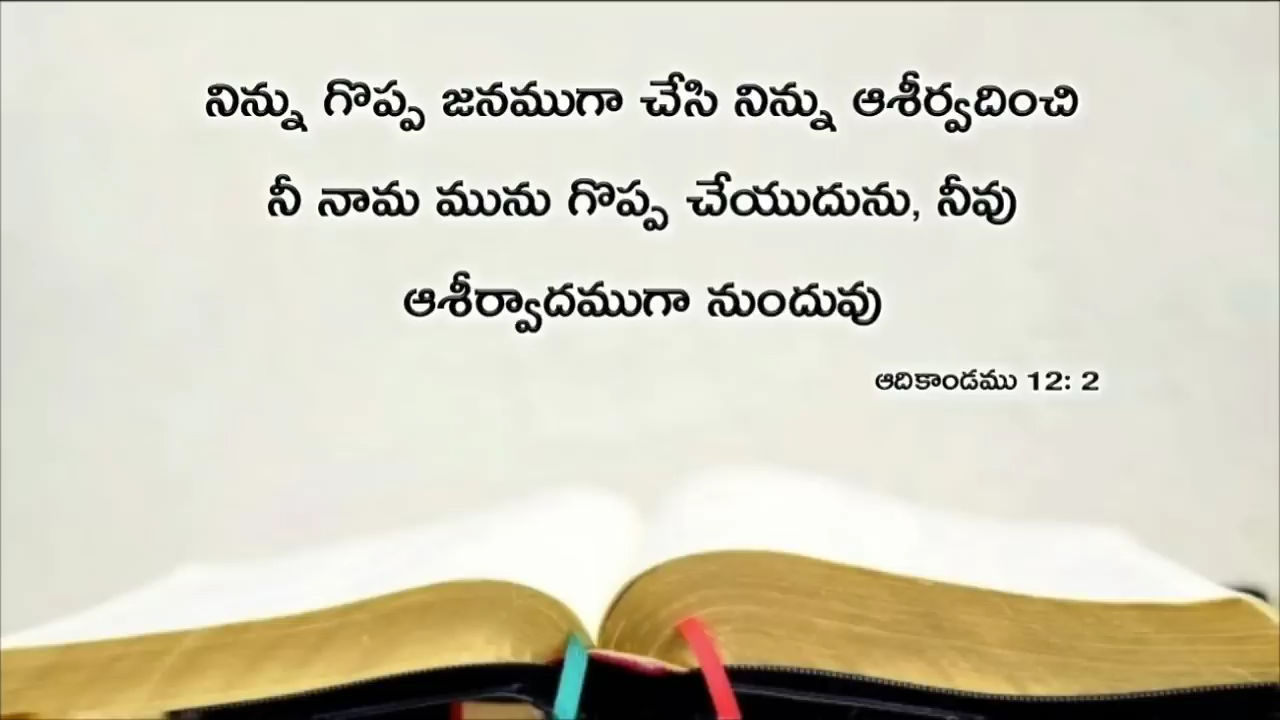 నిన్ను గొప్ప జనముగా చేసి నిన్ను ఆశీర్వదించి
నీ నామ మును గొప్ప చేయుదును, నీవు
ఆశీర్వాదముగా నుందువు
ఆదికాండము 12: 2